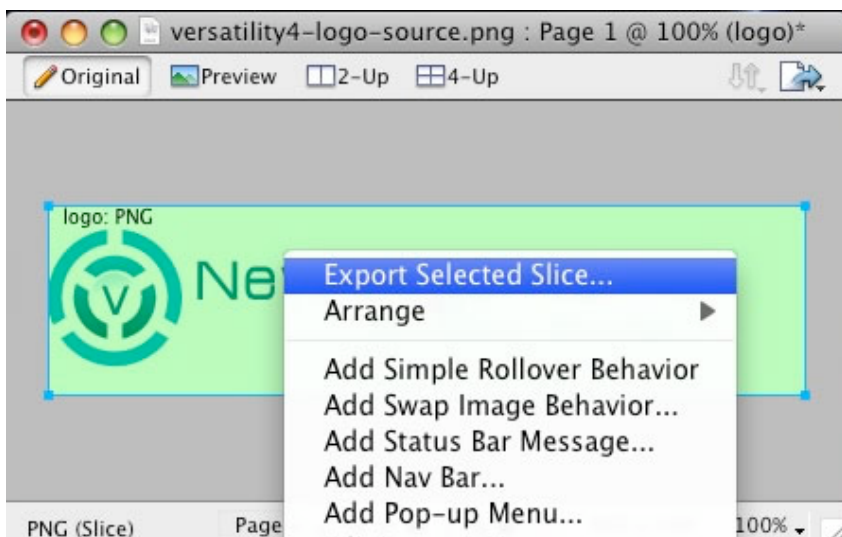 versatility4-logo-source.png : Page 1 @ 100% (logo)*
Original Preview 2-Up 4-Up
logo: PNG
V
Export Selected Slice...
Arrange
Add Simple Rollover Behavior
Add Swap Image Behavior...
Add Status Bar Message...
Add Nav Bar...
Add Pop-up Menu...
PNG (Slice) Page 100%